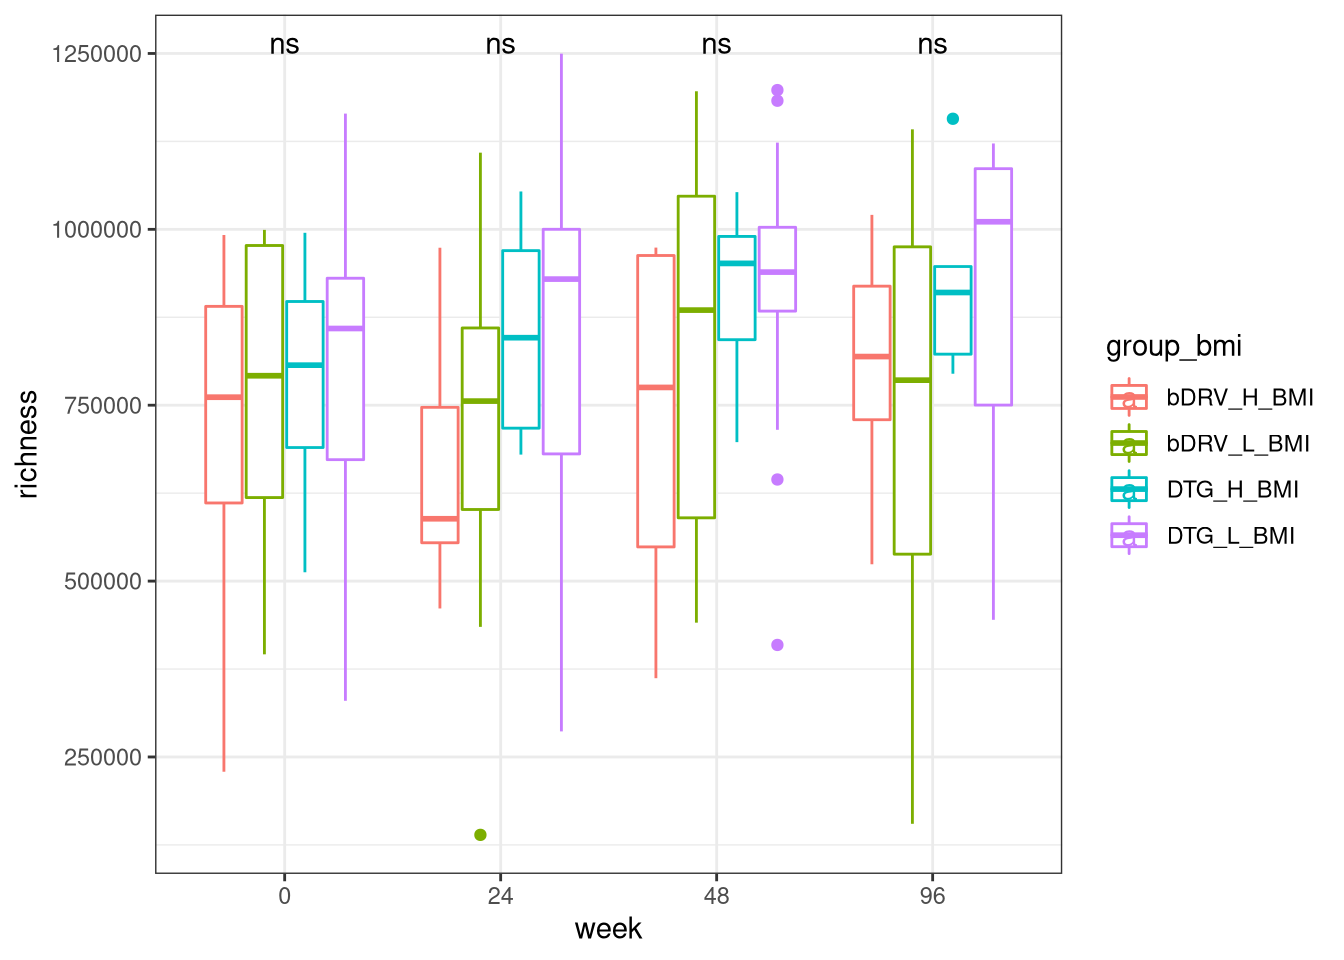 ns ns ns ns
1250000
1000000
750000
500000
250000
richness
0 24 48 96
week
group_bmi
a bDRV_H_BMI
a bDRV_L_BMI
a DTG_H_BMI
a DTG_L_BMI